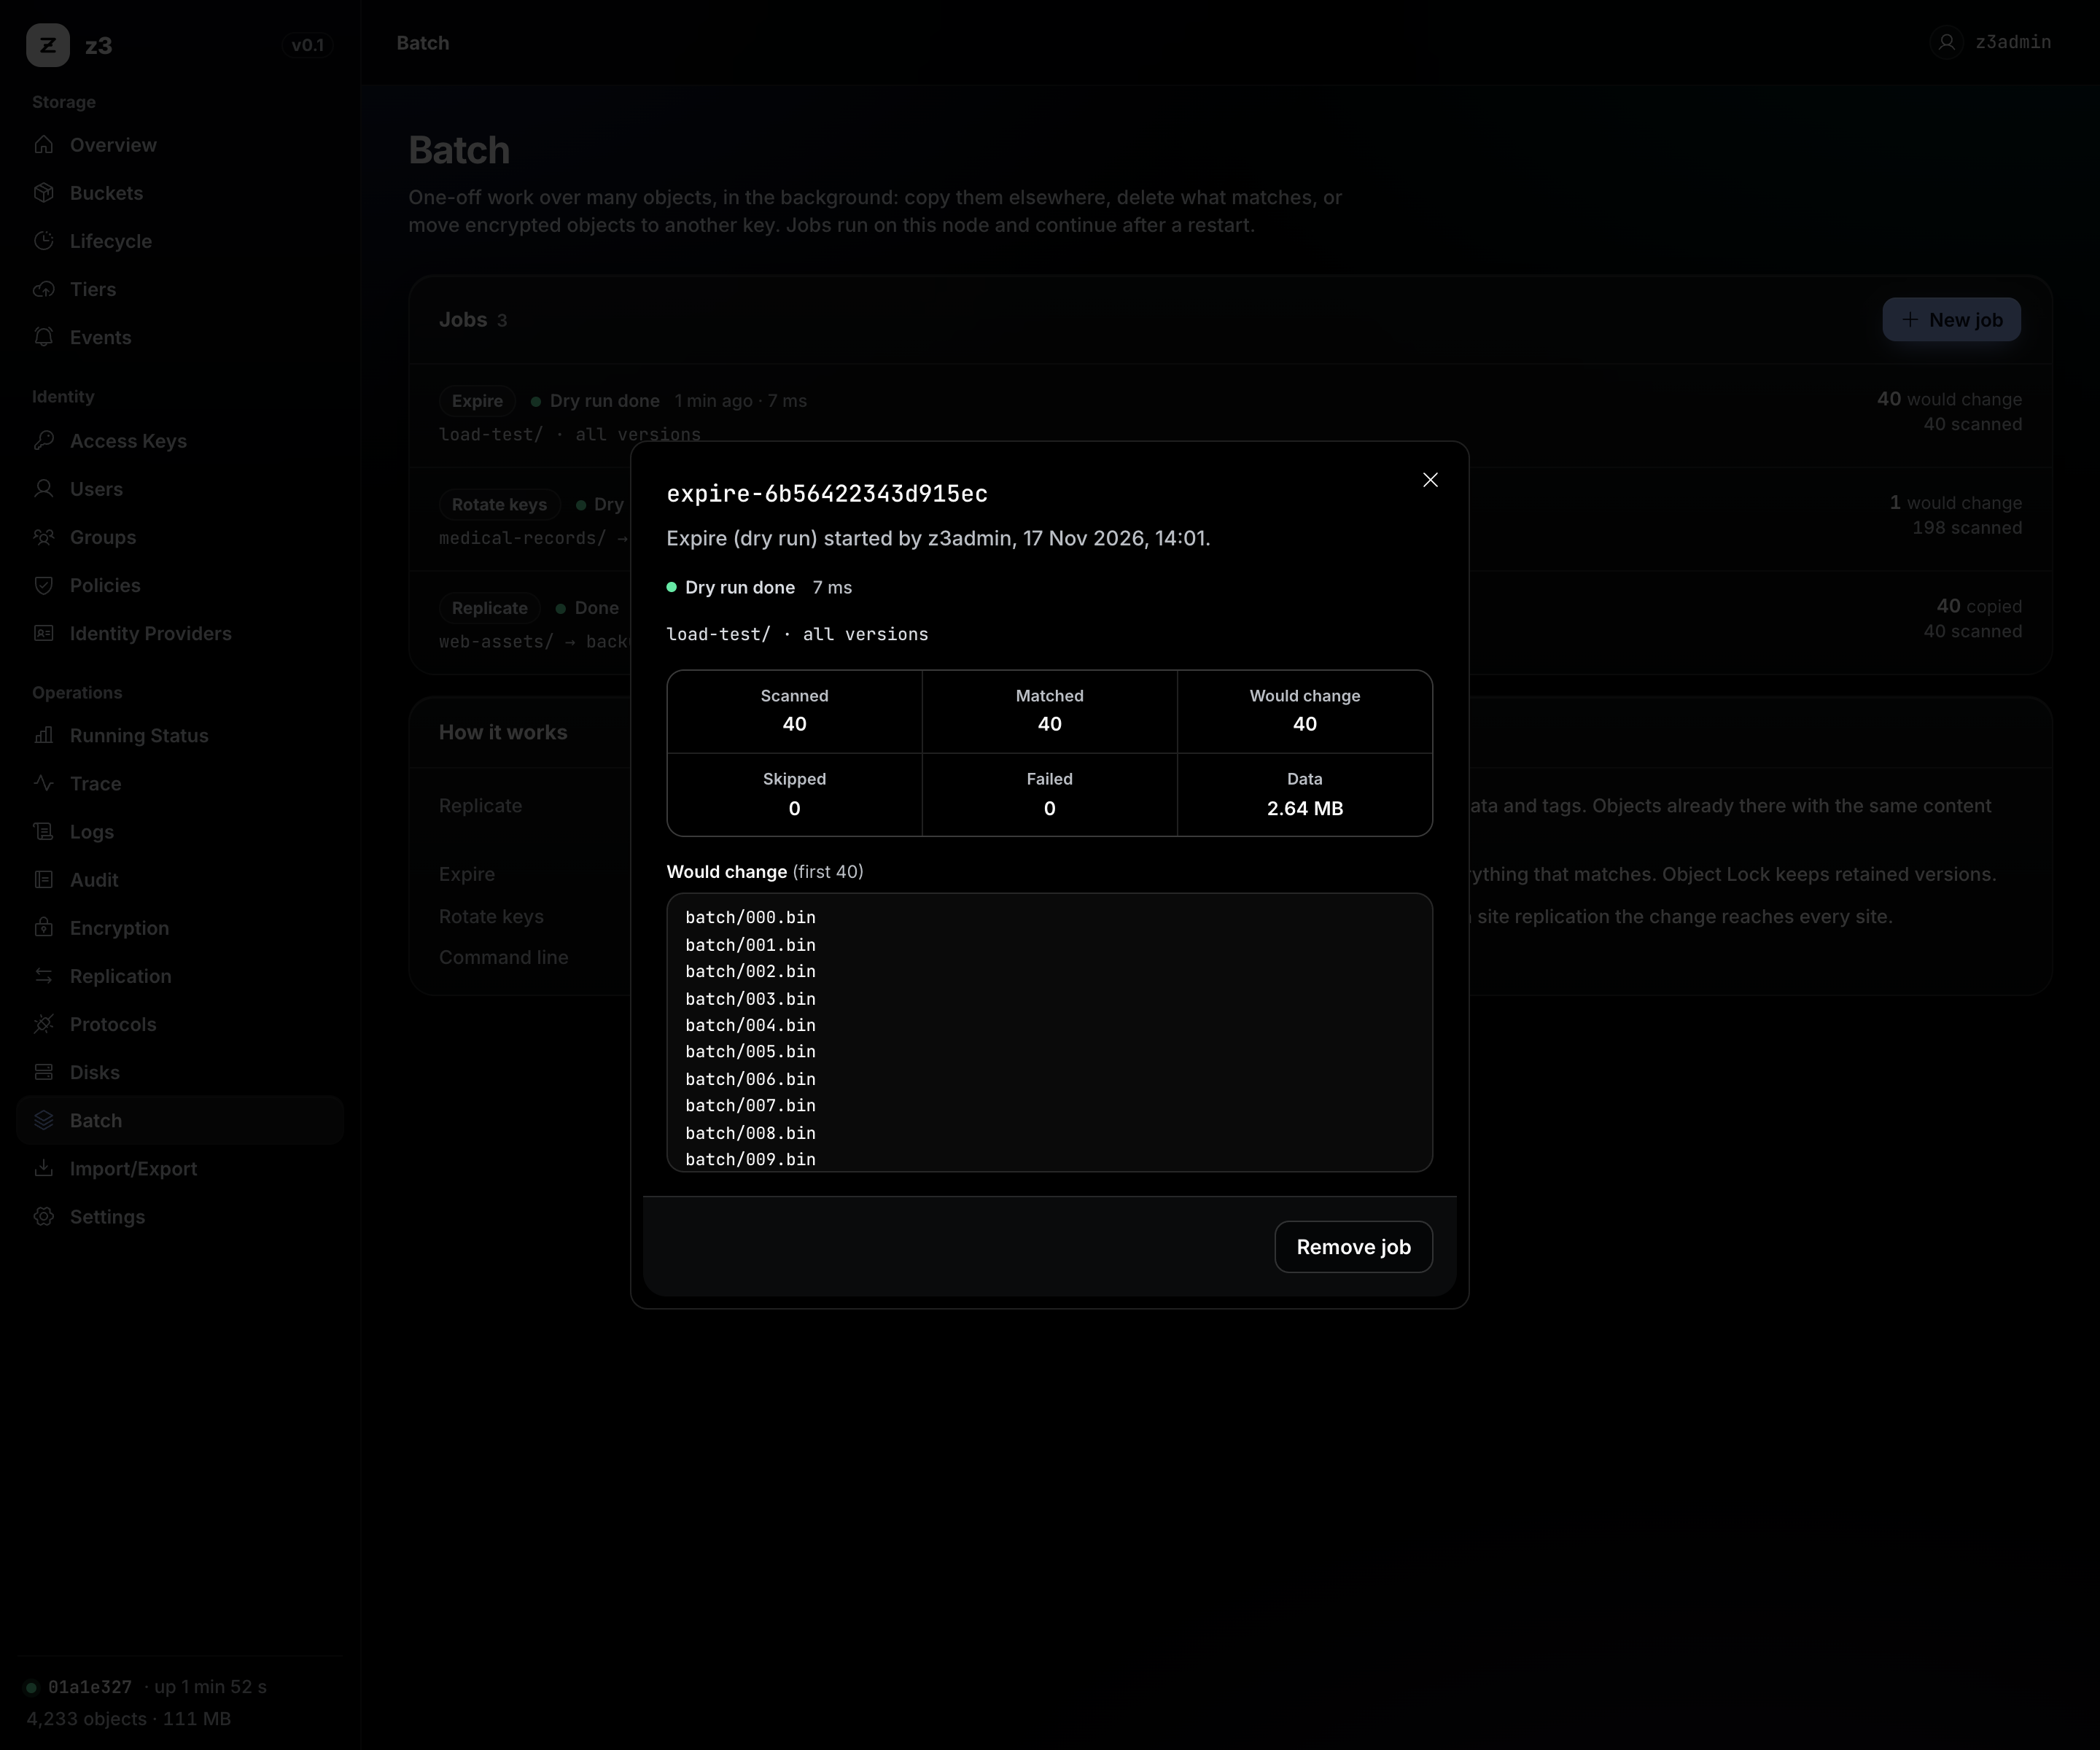 z3
v0.1
Storage
Overview
Buckets
Lifecycle
Tiers
Events
Identity
Access Keys
Users
Groups
Policies
Identity Providers
Operations
Running Status
Trace
Logs
Audit
Encryption
Replication
Protocols
Disks
Batch
Import/Export
Settings
01a1e327 · up 1 min 52 s
4,233 objects · 111 MB
Batch
z3admin
Batch
One-off work over many objects, in the background: copy them elsewhere, delete what matches, or
move encrypted objects to another key. Jobs run on this node and continue after a restart.
Jobs 3
New job
Expire Dry run done 1 min ago · 7 ms
40 would change
load-test/ · all versions
40 scanned
Rotate keys Dry
1 would change
medical-records/ →
198 scanned
Replicate Done
40 copied
web-assets/ → back
40 scanned
How it works
Replicate
ata and tags. Objects already there with the same content
Expire
ything that matches. Object Lock keeps retained versions.
Rotate keys
site replication the change reaches every site.
Command line
expire-6b56422343d915ec
Expire (dry run) started by z3admin, 17 Nov 2026, 14:01.
Dry run done 7 ms
load-test/ · all versions
Scanned Matched Would change
40 40 40
Skipped Failed Data
0 0 2.64 MB
Would change (first 40)
batch/000.bin
batch/001.bin
batch/002.bin
batch/003.bin
batch/004.bin
batch/005.bin
batch/006.bin
batch/007.bin
batch/008.bin
batch/009.bin
Remove job